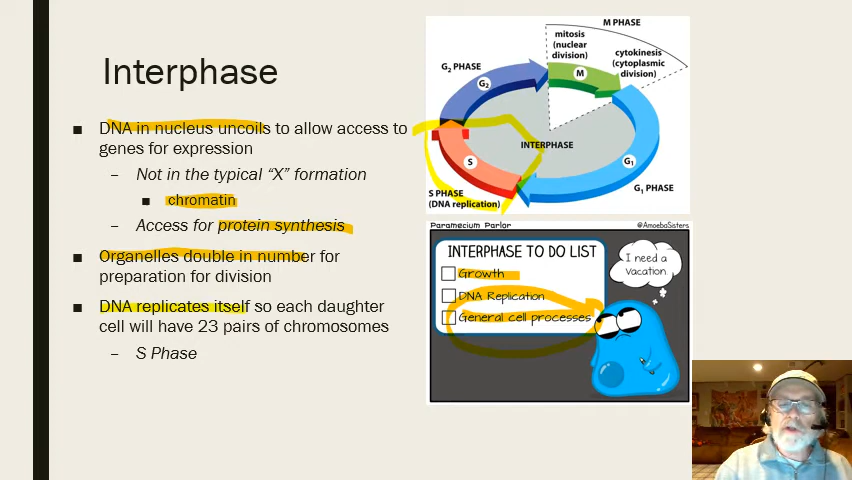 Interphase
■ DNA in nucleus uncoils to allow access to
genes for expression
– Not in the typical “X” formation
■ chromatin
– Access for protein synthesis
■ Organelles double in number for
preparation for division
■ DNA replicates itself so each daughter
cell will have 23 pairs of chromosomes
– S Phase
M PHASE
mitosis
(nuclear
division)
cytokinesis
(cytoplasmic
division)
G₂ PHASE
G₂
M
INTERPHASE
S
G₁
S PHASE
(DNA replication)
G₁ PHASE
Paramecium Parlor
@AmoebaSisters
INTERPHASE TO DO LIST
Growth
DNA Replication
General cell processes
I need a
vacation.